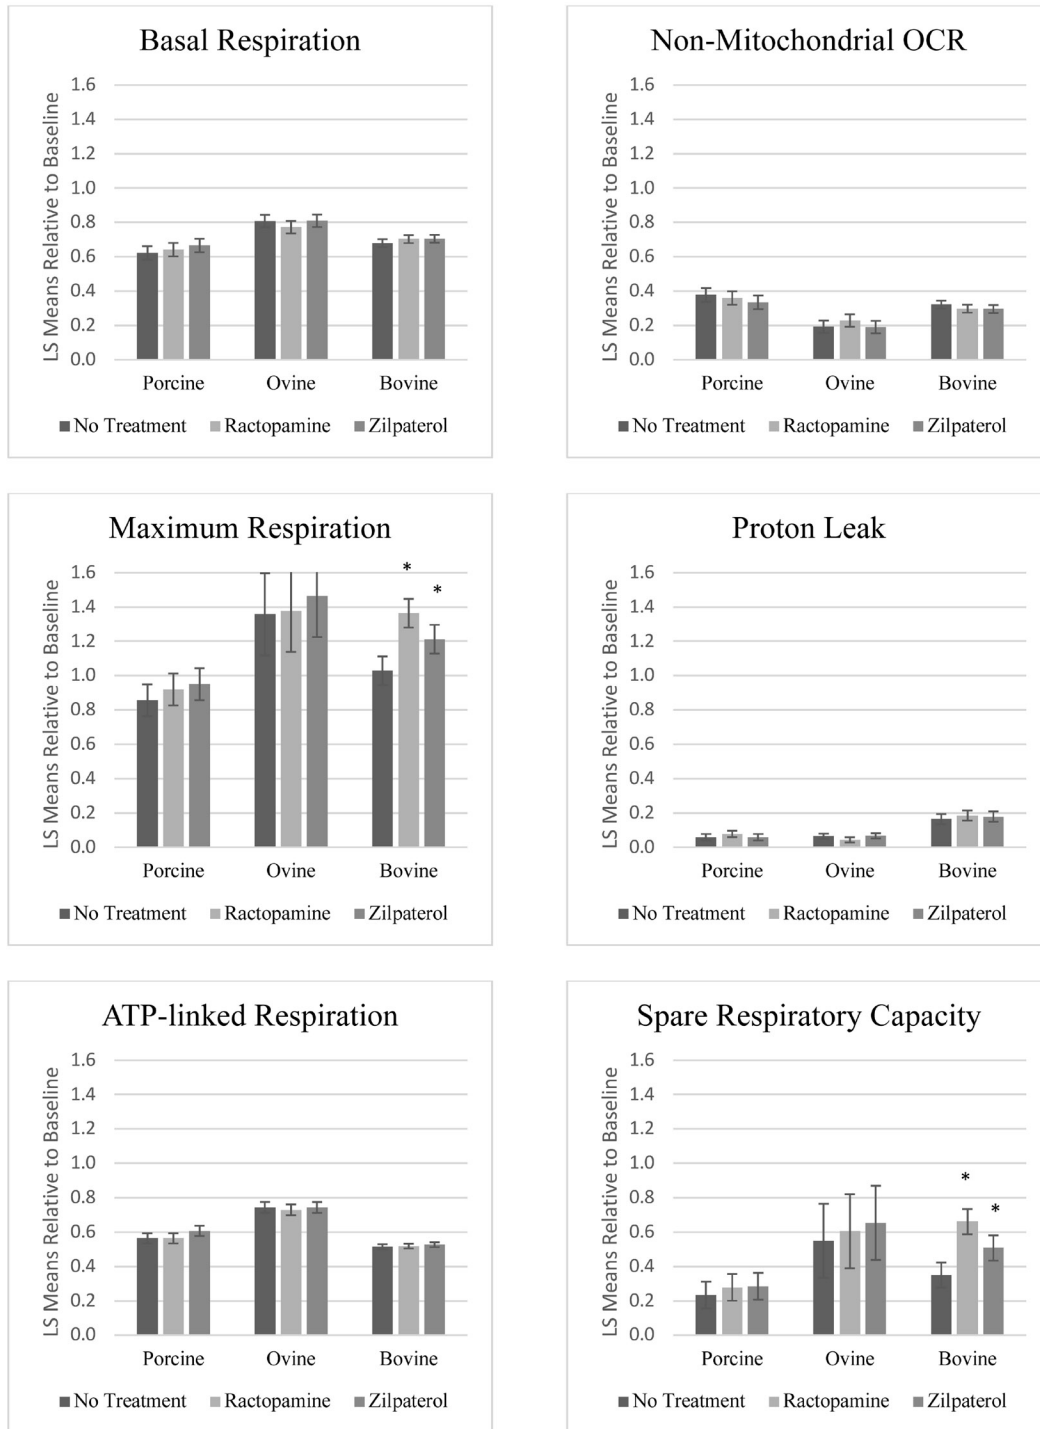 Basal Respiration
LS Means Relative to Baseline
1.6
1.4
1.2
1.0
0.8
0.6
0.4
0.2
0.0
Porcine Ovine Bovine
No Treatment Ractopamine Zilpaterol
Non-Mitochondrial OCR
LS Means Relative to Baseline
1.6
1.4
1.2
1.0
0.8
0.6
0.4
0.2
0.0
Porcine Ovine Bovine
No Treatment Ractopamine Zilpaterol
Maximum Respiration
LS Means Relative to Baseline
1.6
1.4
1.2
1.0
0.8
0.6
0.4
0.2
0.0
* *
Porcine Ovine Bovine
No Treatment Ractopamine Zilpaterol
Proton Leak
LS Means Relative to Baseline
1.6
1.4
1.2
1.0
0.8
0.6
0.4
0.2
0.0
Porcine Ovine Bovine
No Treatment Ractopamine Zilpaterol
ATP-linked Respiration
LS Means Relative to Baseline
1.6
1.4
1.2
1.0
0.8
0.6
0.4
0.2
0.0
Porcine Ovine Bovine
No Treatment Ractopamine Zilpaterol
Spare Respiratory Capacity
LS Means Relative to Baseline
1.6
1.4
1.2
1.0
0.8
0.6
0.4
0.2
0.0
* *
Porcine Ovine Bovine
No Treatment Ractopamine Zilpaterol